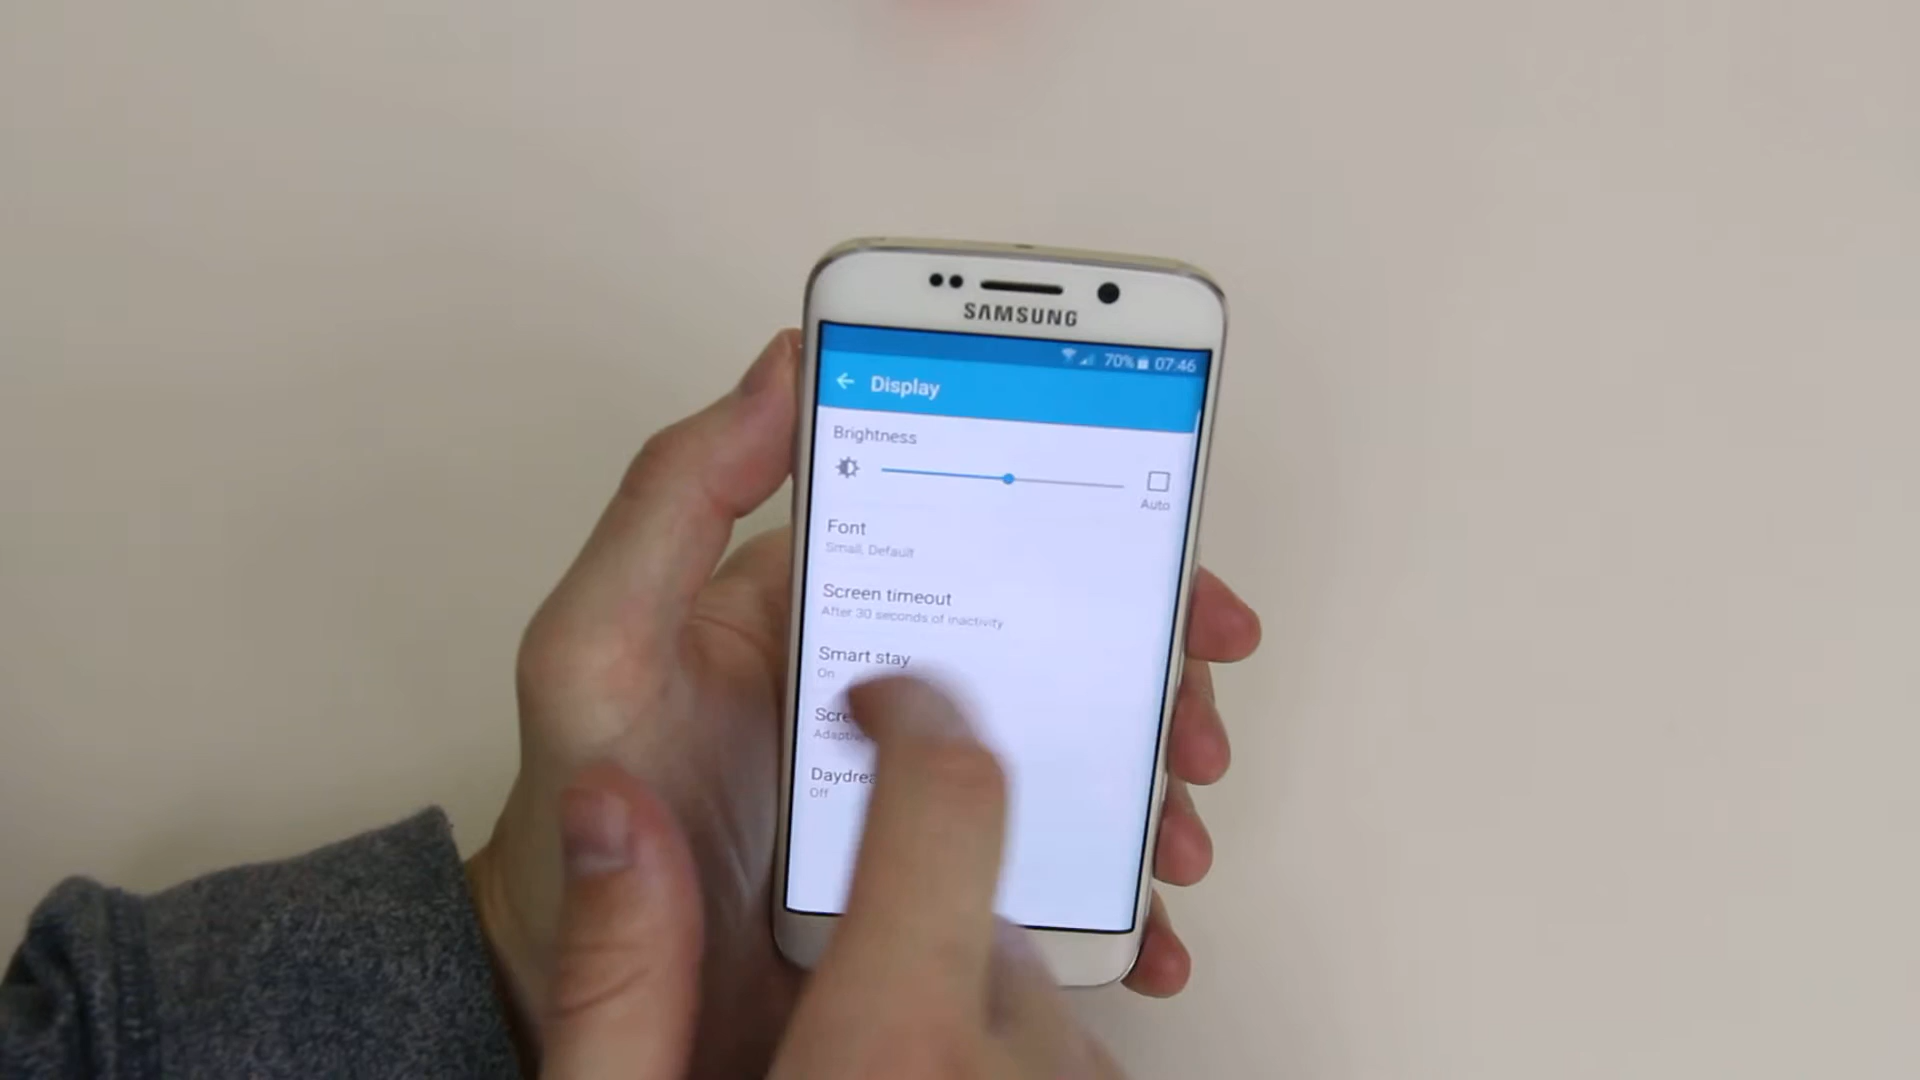 SAMSUNG
70% 07:46
Display
Brightness
Auto
Font
Small, Default
Screen timeout
After 30 seconds of inactivity
Smart stay
On
Scre
Adaptiv
Daydrea
Off